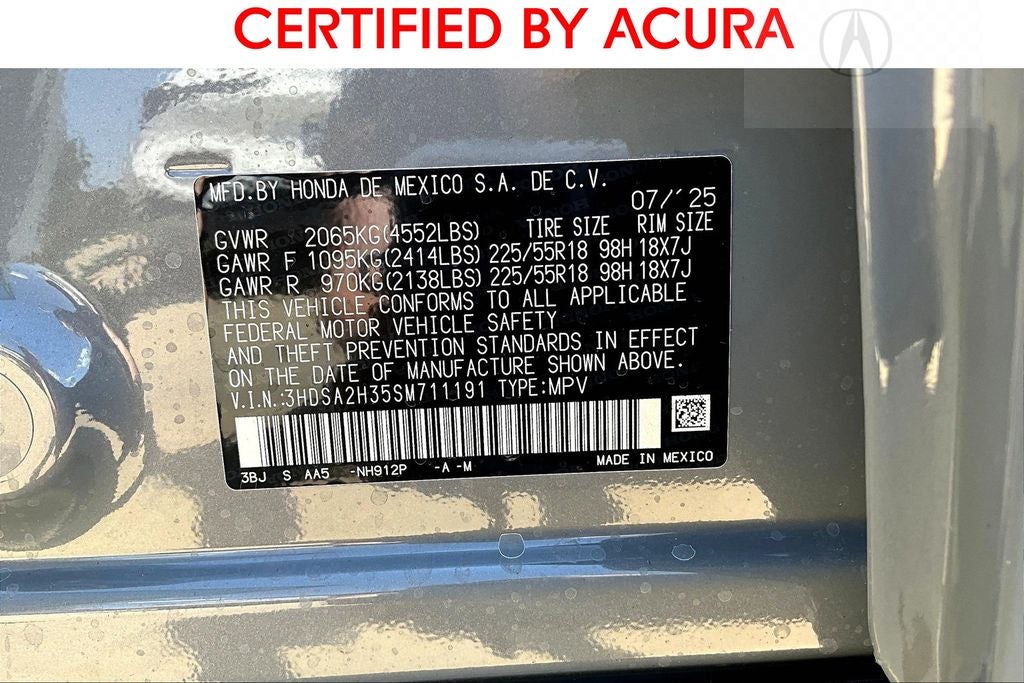 CERTIFIED BY ACURA
MFD.BY HONDA DE MEXICO S.A. DE C.V.
07/'25
GVWR 2065KG(4552LBS) TIRE SIZE RIM SIZE
GAWR F 1095KG(2414LBS) 225/55R18 98H 18X7J
GAWR R 970KG(2138LBS) 225/55R18 98H 18X7J
THIS VEHICLE CONFORMS TO ALL APPLICABLE
FEDERAL MOTOR VEHICLE SAFETY
AND THEFT PREVENTION STANDARDS IN EFFECT
ON THE DATE OF MANUFACTURE SHOWN ABOVE.
V.I.N.:3HDSA2H35SM711191 TYPE:MPV
3BJ S AA5 -NH912P -A -M MADE IN MEXICO